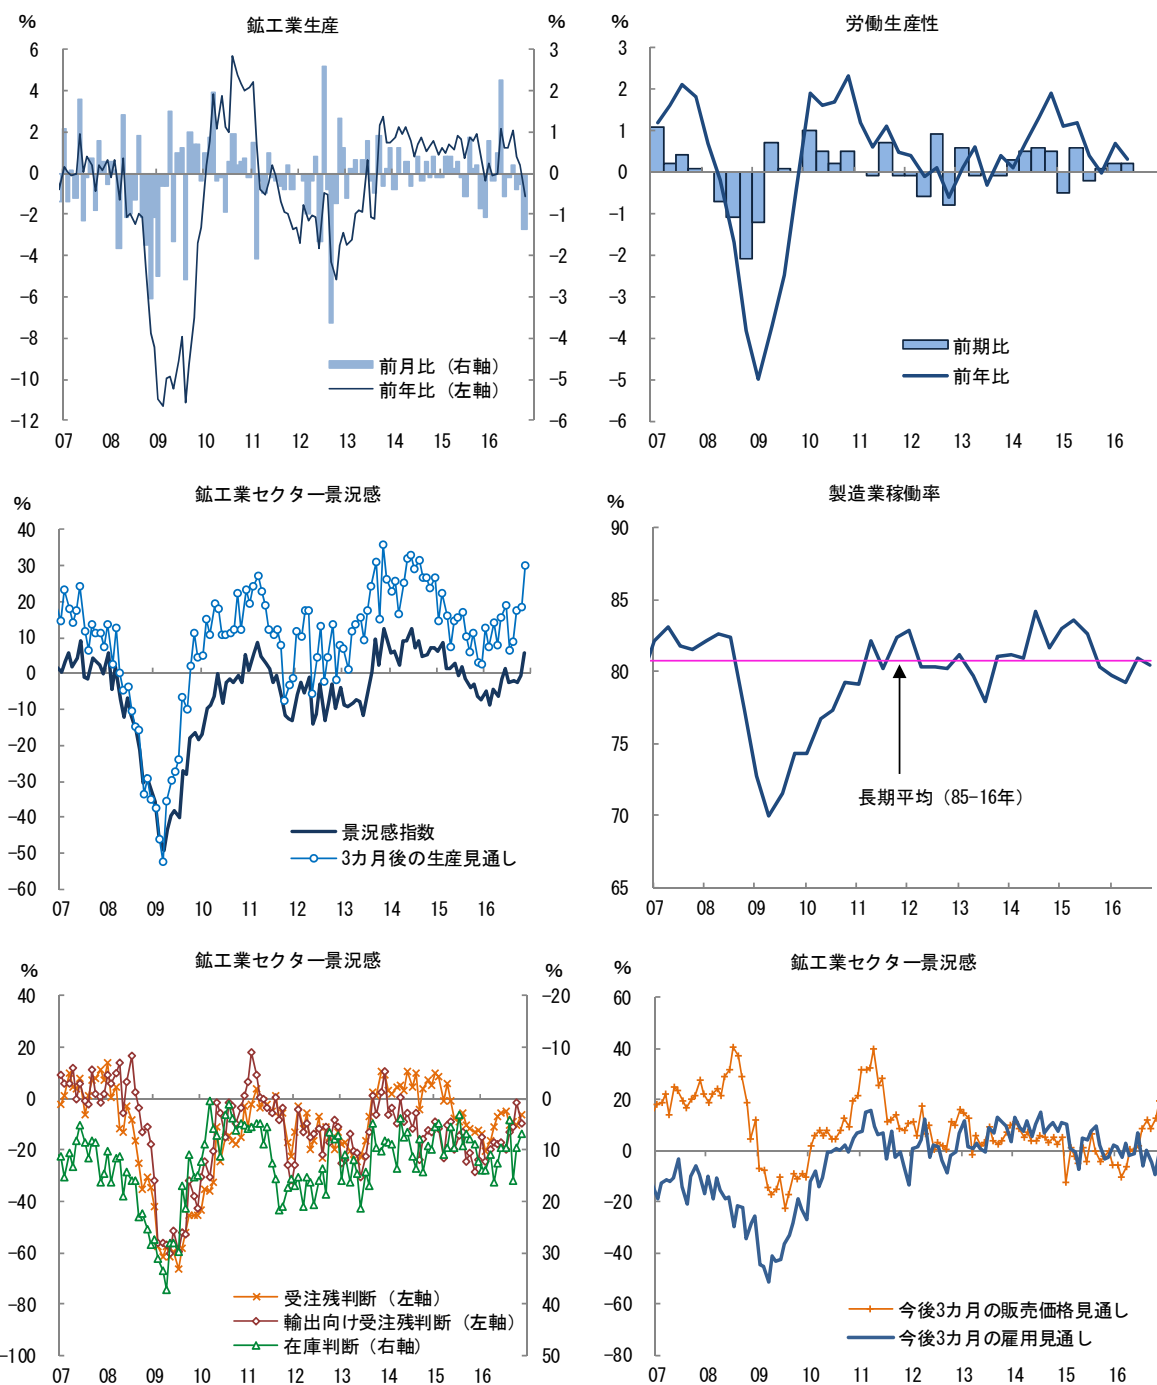 鉱工業生産
% %
6 3
4 2
2 1
0 0
-2 -1
-4 -2
-6 -3
-8 -4
-10 -5
-12 -6
前月比（右軸）
前年比（左軸）
07 08 09 10 11 12 13 14 15 16
労働生産性
%
3
2
1
0
-1
-2
-3
-4
-5
-6
前期比
前年比
07 08 09 10 11 12 13 14 15 16
鉱工業セクター景況感
%
40
30
20
10
0
-10
-20
-30
-40
-50
-60
景況感指数
3カ月後の生産見通し
07 08 09 10 11 12 13 14 15 16
製造業稼働率
%
90
85
80
75
70
65
長期平均（85-16年）
07 08 09 10 11 12 13 14 15 16
鉱工業セクター景況感
% %
40 -20
20 -10
0 0
-20 10
-40 20
-60 30
-80 40
-100 50
受注残判断（左軸）
輸出向け受注残判断（左軸）
在庫判断（右軸）
07 08 09 10 11 12 13 14 15 16
鉱工業セクター景況感
%
60
40
20
0
-20
-40
-60
-80
今後3カ月の販売価格見通し
今後3カ月の雇用見通し
07 08 09 10 11 12 13 14 15 16